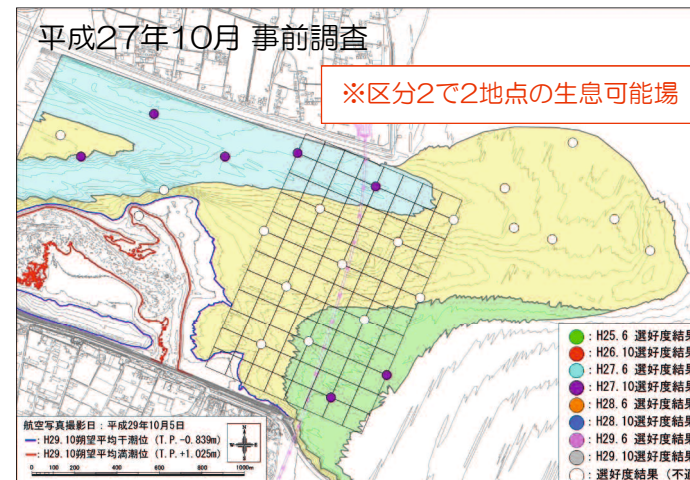 平成27年10月 事前調査
※区分2で2地点の生息可能場
: H25.6 選好度結果
: H26.10選好度結果
: H27.6 選好度結果
: H27.10選好度結果
: H28.6 選好度結果
: H28.10選好度結果
: H29.6 選好度結果
: H29.10選好度結果
: 選好度結果（不適
航空写真撮影日：平成29年10月5日
: H29.10朔望平均干潮位（T.P.-0.839m）
: H29.10朔望平均満潮位（T.P.+1.025m）
N
W
E
S
0 100 200 400 600 800 1000m